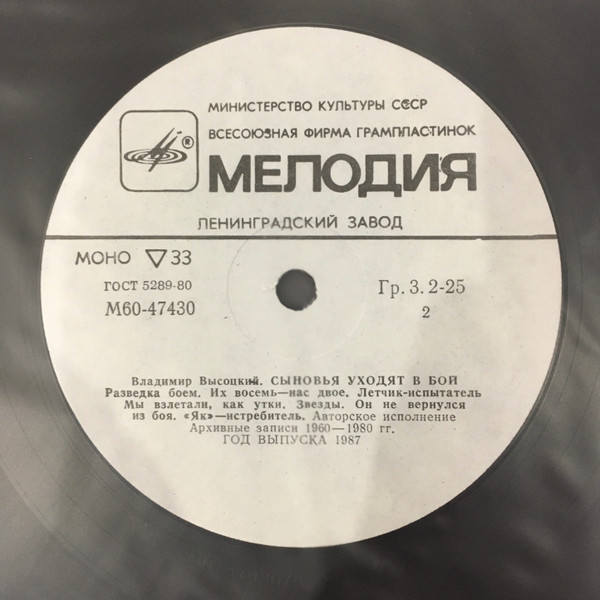 МИНИСТЕРСТВО КУЛЬТУРЫ СССР
ВСЕСОЮЗНАЯ ФИРМА ГРАМПЛАСТИНОК
®
МЕЛОДИЯ
ЛЕНИНГРАДСКИЙ ЗАВОД
МОНО ▽ 33
ГОСТ 5289-80
М60-47430
Гр. 3. 2-25
2
Владимир Высоцкий. СЫНОВЬЯ УХОДЯТ В БОЙ
Разведка боем. Их восемь—нас двое. Летчик-испытатель
Мы взлетали, как утки. Звезды. Он не вернулся
из боя. «Як»—истребитель. Авторское исполнение
Архивные записи 1960—1980 гг.
ГОД ВЫПУСКА 1987